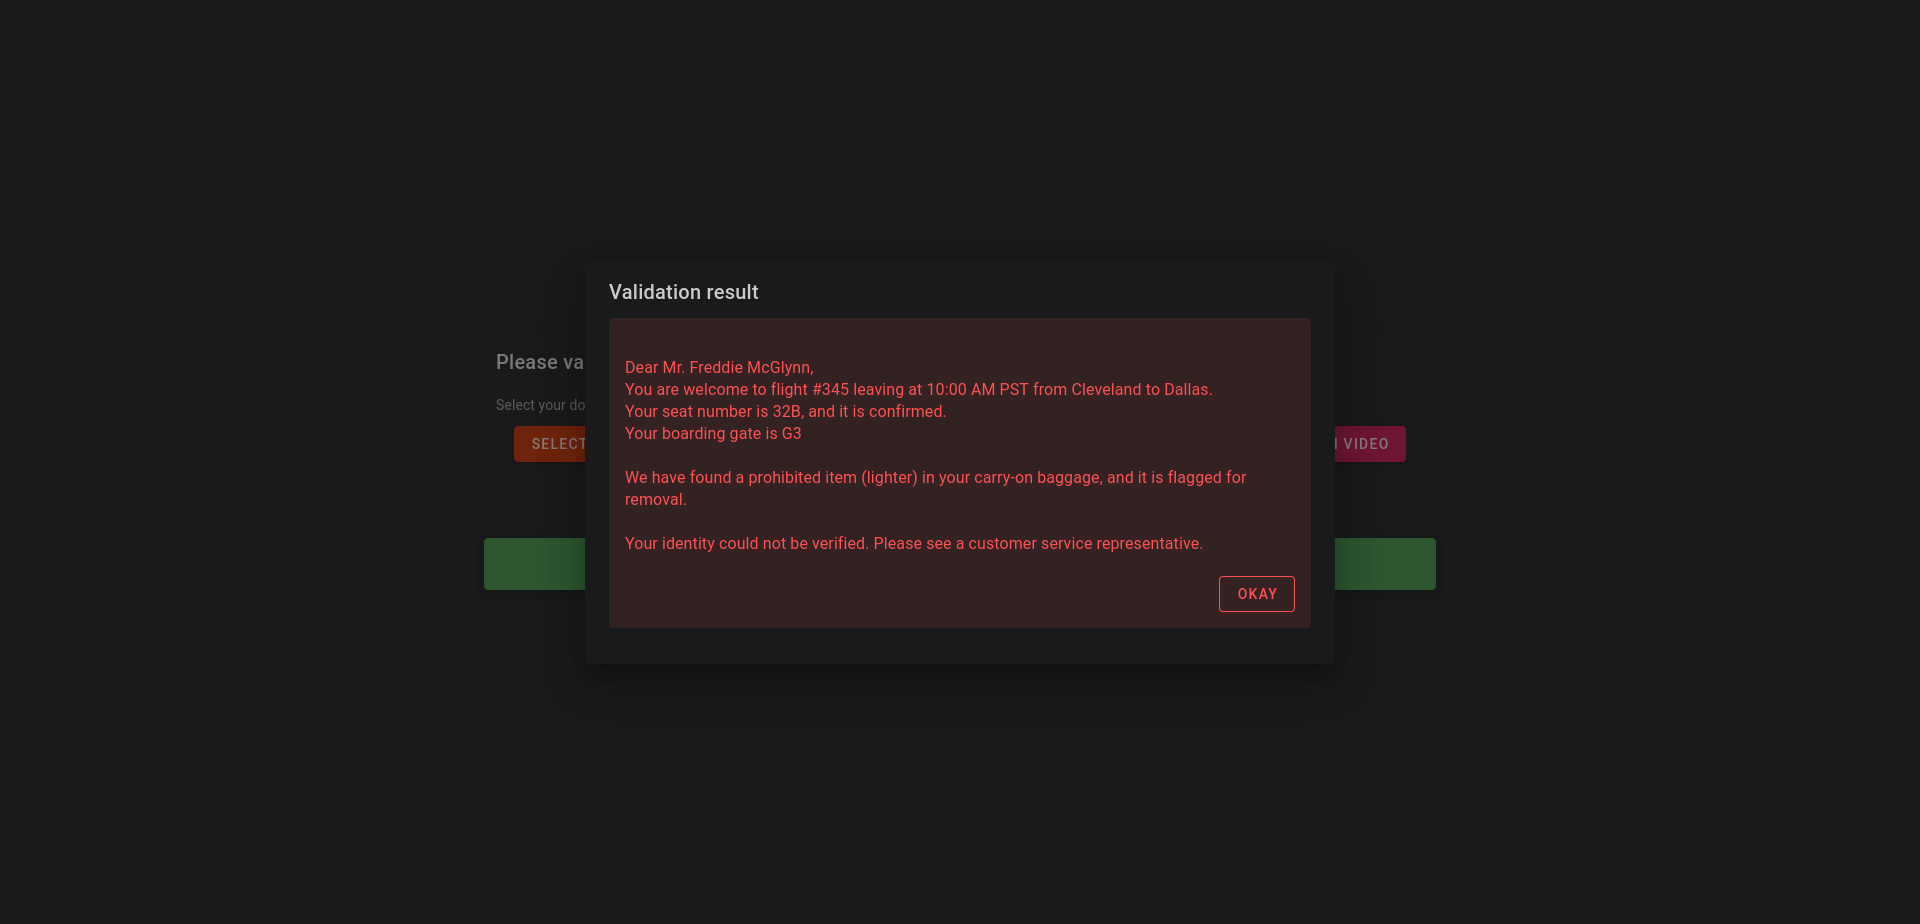 Validation result
Dear Mr. Freddie McGlynn,
You are welcome to flight #345 leaving at 10:00 AM PST from Cleveland to Dallas.
Your seat number is 32B, and it is confirmed.
Your boarding gate is G3
We have found a prohibited item (lighter) in your carry-on baggage, and it is flagged for
removal.
Your identity could not be verified. Please see a customer service representative.
OKAY
Please va
Select your do
SELECT
VIDEO